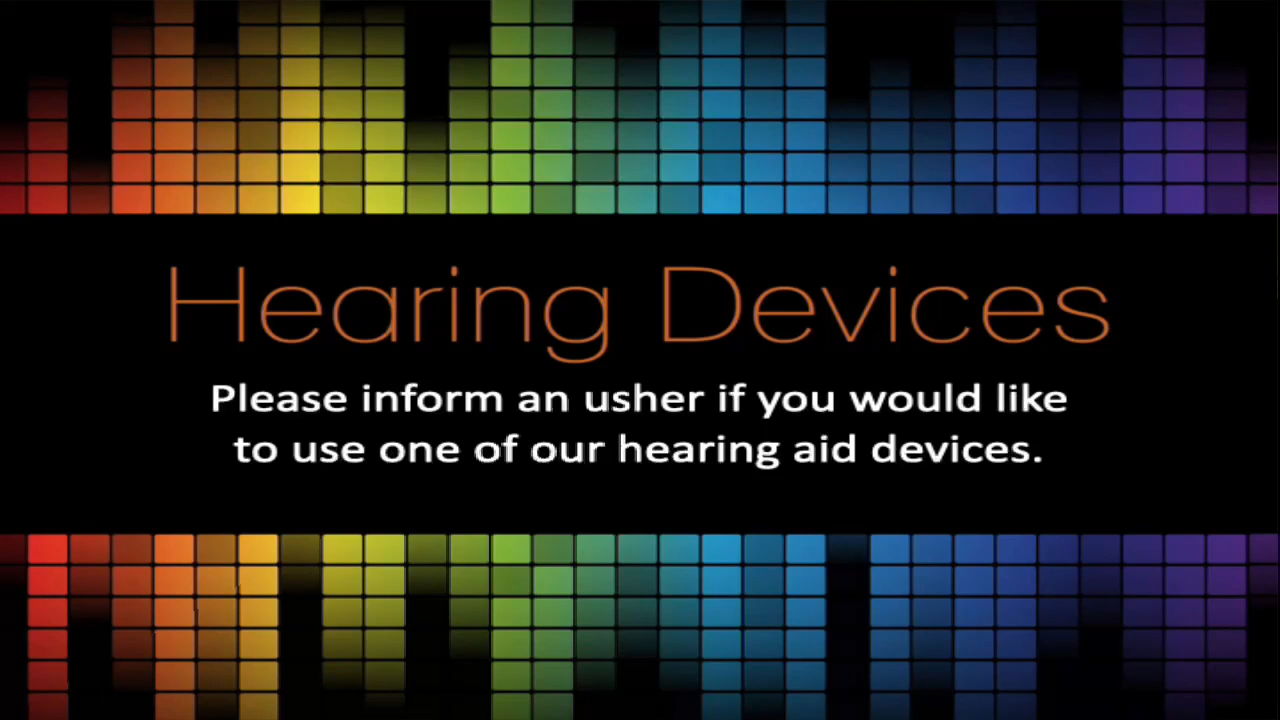 Hearing Devices
Please inform an usher if you would like
to use one of our hearing aid devices.